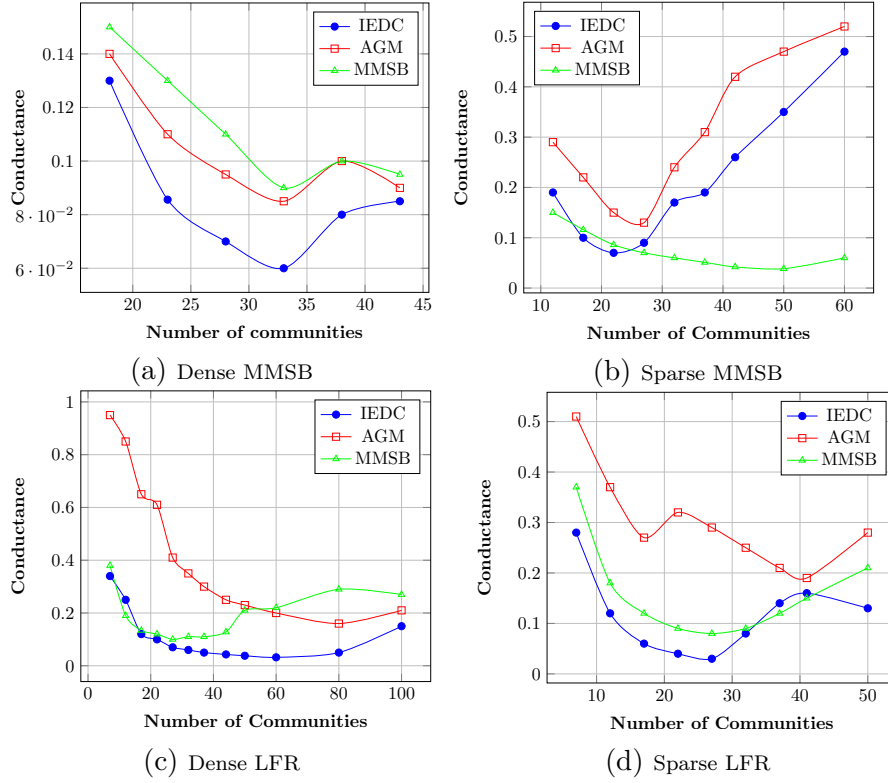 IEDC
AGM
MMSB
0.14
0.12
0.1
8 · 10−2
6 · 10−2
Conductance
20 25 30 35 40 45
Number of communities
(a) Dense MMSB
IEDC
AGM
MMSB
0.5
0.4
0.3
0.2
0.1
0
Conductance
10 20 30 40 50 60
Number of Communities
(b) Sparse MMSB
IEDC
AGM
MMSB
1
0.8
0.6
0.4
0.2
0
Conductance
0 20 40 60 80 100
Number of Communities
(c) Dense LFR
IEDC
AGM
MMSB
0.5
0.4
0.3
0.2
0.1
0
Conductance
10 20 30 40 50
Number of Communities
(d) Sparse LFR